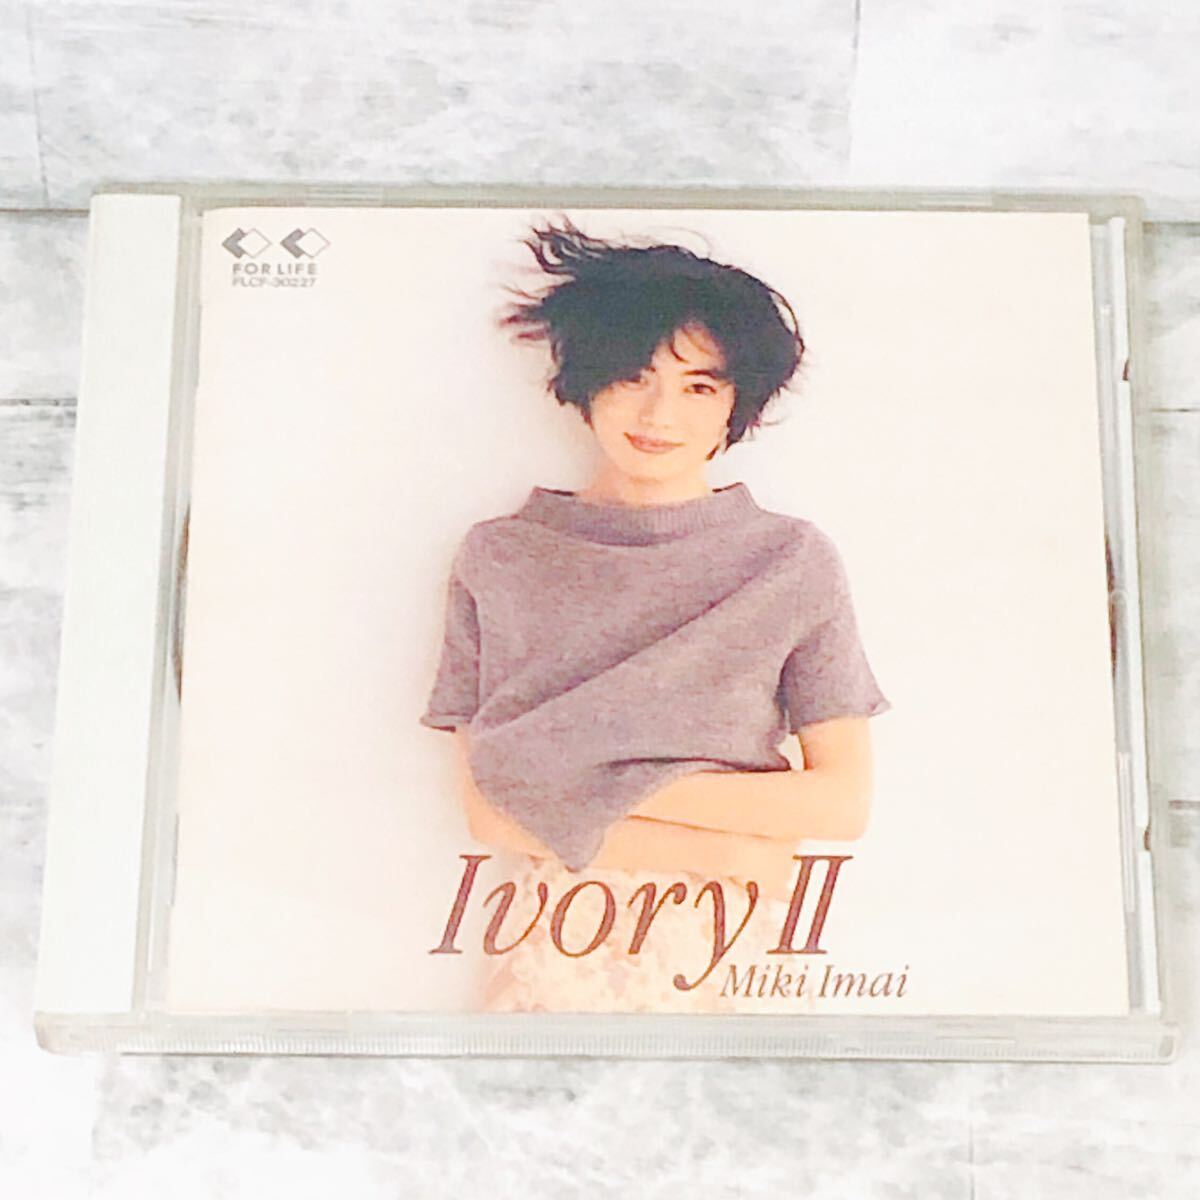 FOR LIFE
FLCF-30227
Ivory II
Miki Imai